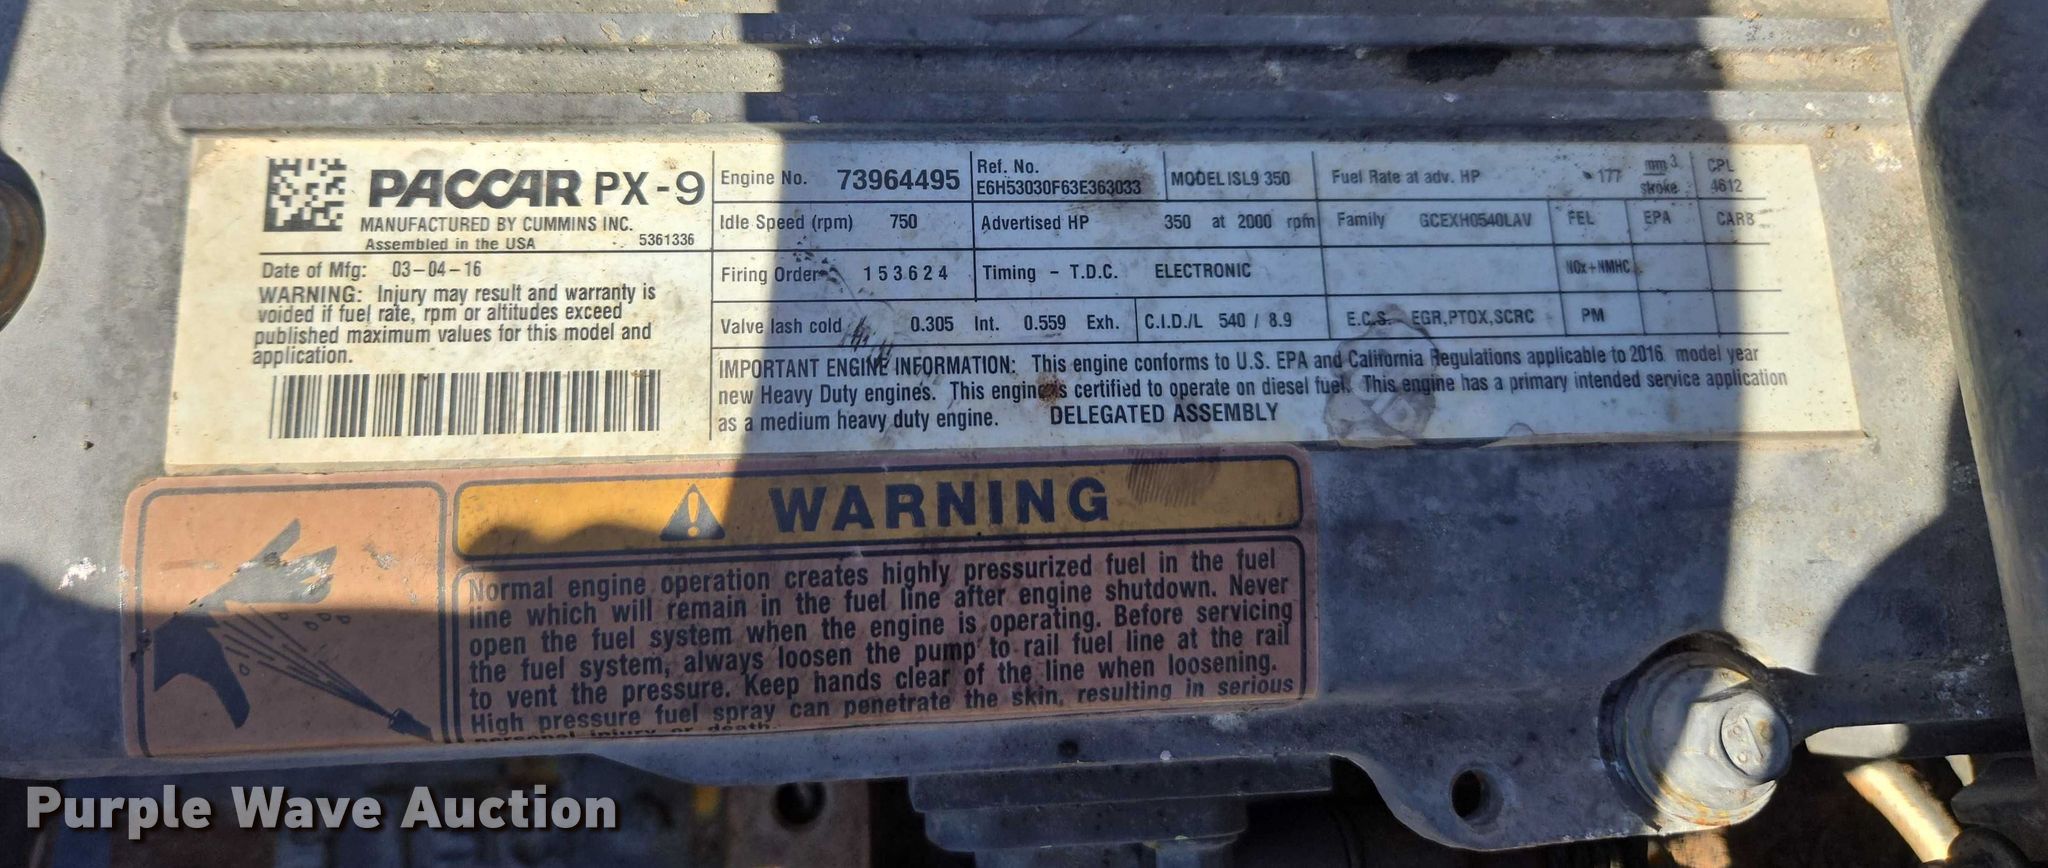 PACCAR PX-9
MANUFACTURED BY CUMMINS INC.
Assembled in the USA 5361336
Date of Mfg: 03-04-16
WARNING: Injury may result and warranty is
voided if fuel rate, rpm or altitudes exceed
published maximum values for this model and
application.
Engine No. 73964495
Ref. No.
E6H53030F63E363033
MODEL ISL9 350
Fuel Rate at adv. HP 177 mm3
stroke
CPL
4612
Idle Speed (rpm) 750
Advertised HP 350 at 2000 rpm
Family GCEXH0540LAV
FEL EPA CARB
Firing Order 1 5 3 6 2 4
Timing - T.D.C. ELECTRONIC
NOx+NMHC
Valve lash cold 0.305 Int. 0.559 Exh.
C.I.D./L 540 / 8.9
E.C.S. EGR,PTOX,SCRC
PM
IMPORTANT ENGINE INFORMATION: This engine conforms to U.S. EPA and California Regulations applicable to 2016 model year
new Heavy Duty engines. This engine is certified to operate on diesel fuel. This engine has a primary intended service application
as a medium heavy duty engine. DELEGATED ASSEMBLY
WARNING
Normal engine operation creates highly pressurized fuel in the fuel
line which will remain in the fuel line after engine shutdown. Never
open the fuel system when the engine is operating. Before servicing
the fuel system, always loosen the pump to rail fuel line at the rail
to vent the pressure. Keep hands clear of the line when loosening.
High pressure fuel spray can penetrate the skin, resulting in serious
personal injury or death.
Purple Wave Auction